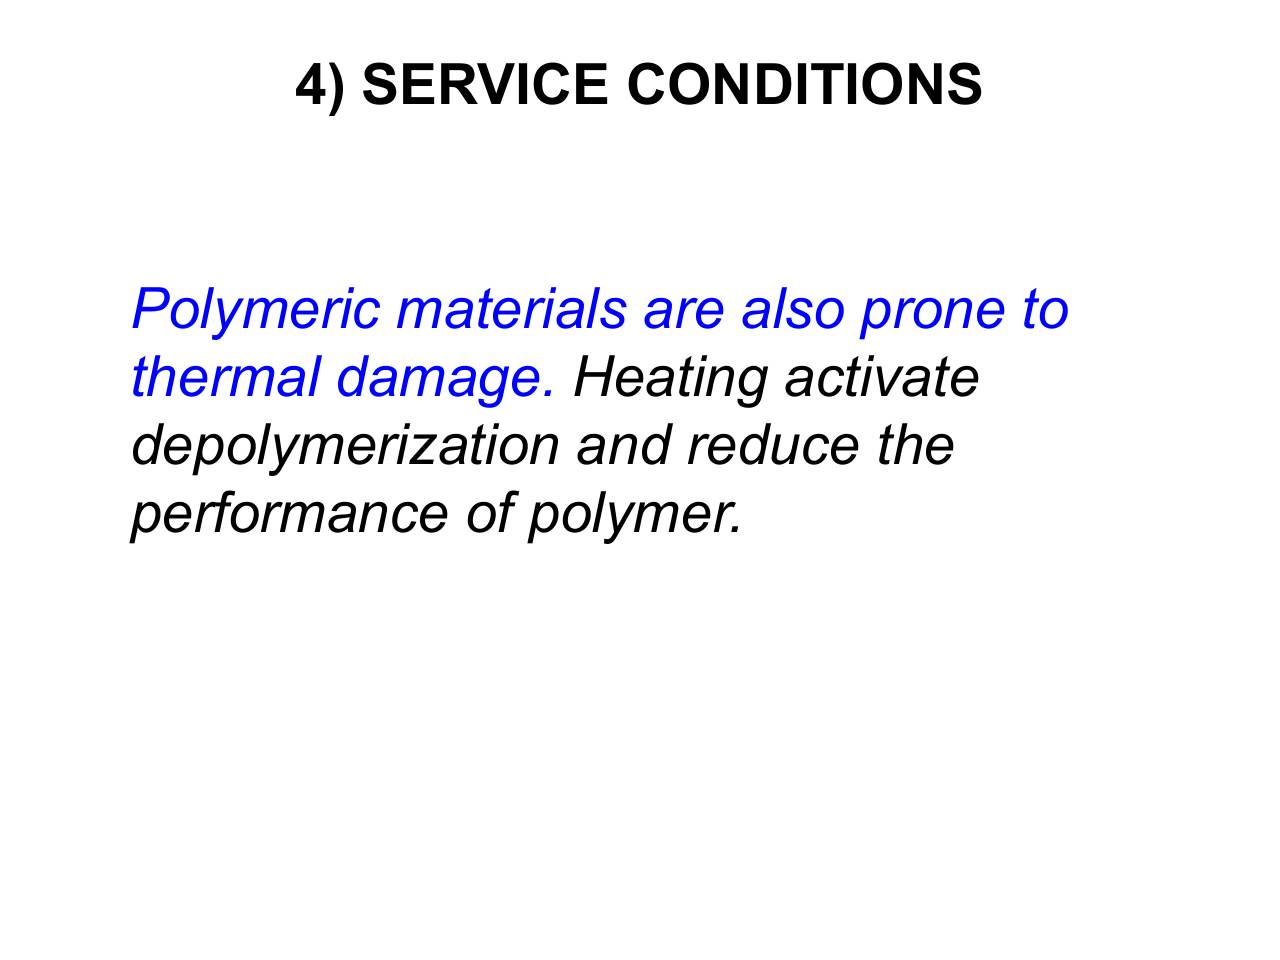 4) SERVICE CONDITIONS
Polymeric materials are also prone to
thermal damage. Heating activate
depolymerization and reduce the
performance of polymer.